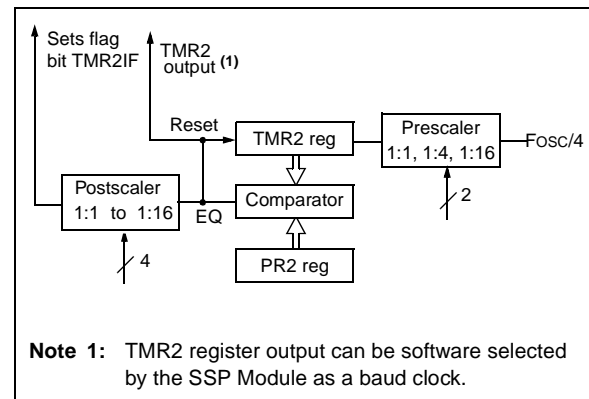 Sets flag
bit TMR2IF
TMR2
output (1)
Reset
TMR2 reg
Prescaler
1:1, 1:4, 1:16
FOSC/4
2
Postscaler
1:1 to 1:16
EQ
Comparator
4
PR2 reg
Note 1: TMR2 register output can be software selected
by the SSP Module as a baud clock.